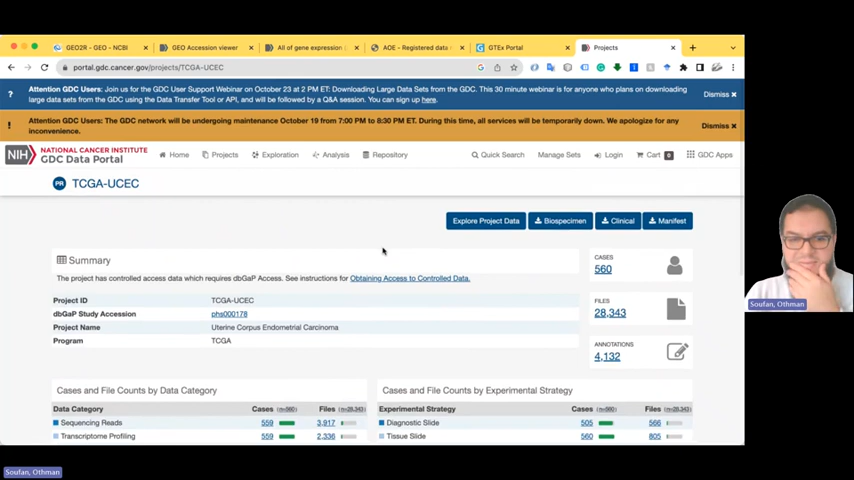 GEO2R - GEO - NCBI
GEO Accession viewer
All of gene expression
AOE - Registered data
GTEx Portal
Projects
portal.gdc.cancer.gov/projects/TCGA-UCEC
Attention GDC Users: Join us for the GDC User Support Webinar on October 23 at 2 PM ET: Downloading Large Data Sets from the GDC. This 30 minute webinar is for anyone who plans on downloading
large data sets from the GDC using the Data Transfer Tool or API, and will be followed by a Q&A session. You can sign up here.
Dismiss
Attention GDC Users: The GDC network will be undergoing maintenance October 19 from 7:00 PM to 8:30 PM ET. During this time, all services will be temporarily down. We apologize for any
inconvenience.
Dismiss
NIH NATIONAL CANCER INSTITUTE
GDC Data Portal
Home Projects Exploration Analysis Repository Quick Search Manage Sets Login Cart 0 GDC Apps
PR TCGA-UCEC
Explore Project Data Biospecimen Clinical Manifest
Summary
The project has controlled access data which requires dbGaP Access. See instructions for Obtaining Access to Controlled Data.
Project ID TCGA-UCEC
dbGaP Study Accession phs000178
Project Name Uterine Corpus Endometrial Carcinoma
Program TCGA
CASES
560
FILES
28,343
ANNOTATIONS
4,132
Cases and File Counts by Data Category
Data Category Cases (n=560) Files (n=28,343)
Sequencing Reads 559 3,917
Transcriptome Profiling 559 2,336
Cases and File Counts by Experimental Strategy
Experimental Strategy Cases (n=560) Files (n=28,343)
Diagnostic Slide 505 566
Tissue Slide 560 805
Soufan, Othman
Soufan, Othman